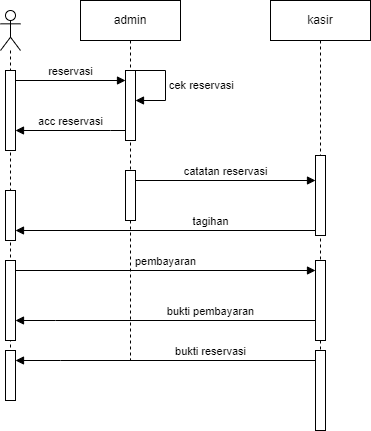 admin
kasir
reservasi
cek reservasi
acc reservasi
catatan reservasi
tagihan
pembayaran
bukti pembayaran
bukti reservasi